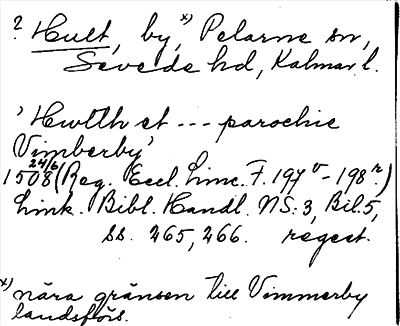 ? Hult, by,x) Pelarne sn,
Sevede hd, Kalmar l.
'Hwllh et --- parochie
Vimberby'
24/6
1508 (Reg. Eccl. Linc. F. 197v-198r.)
Link. Bibl. Handl. NS:3, Bil.5,
ss. 265, 266. regest.
x) nära gränsen till Vimmerby
landsförs.